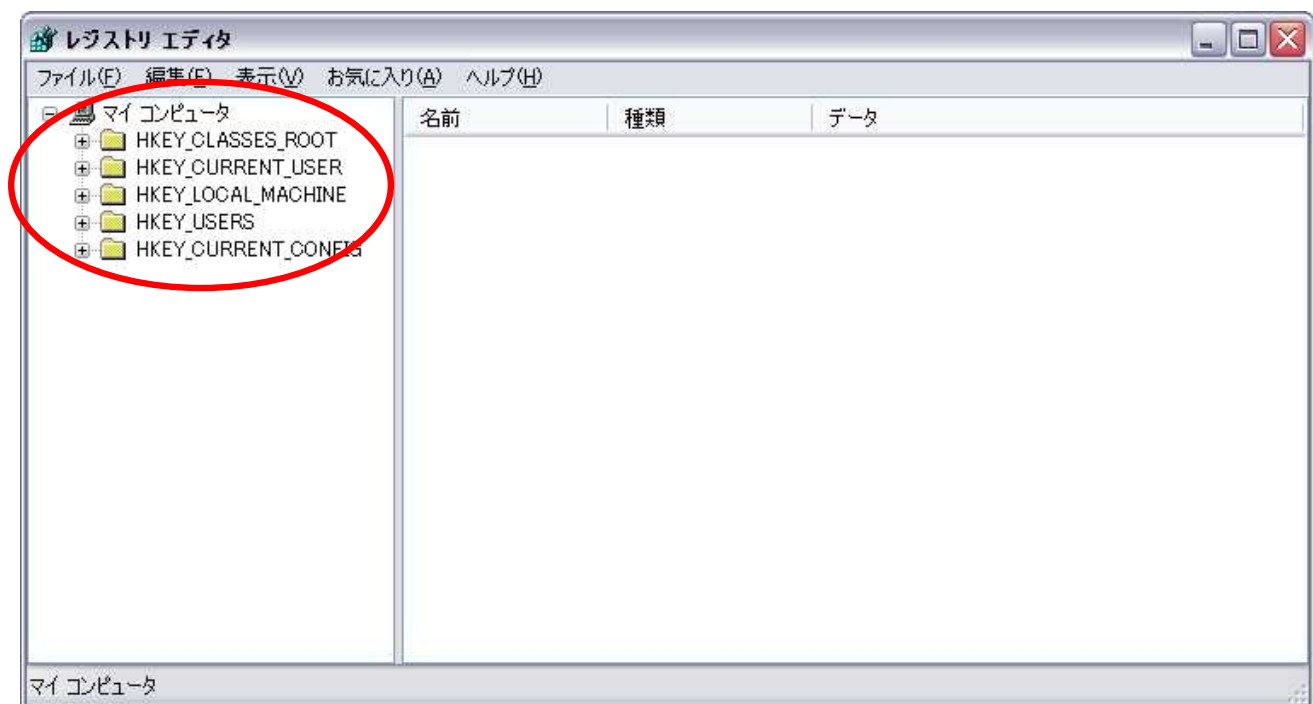 レジストリ エディタ
ファイル(F) 編集(E) 表示(V) お気に入り(A) ヘルプ(H)
マイ コンピュータ
HKEY_CLASSES_ROOT
HKEY_CURRENT_USER
HKEY_LOCAL_MACHINE
HKEY_USERS
HKEY_CURRENT_CONFIG
名前 種類 データ
マイ コンピュータ